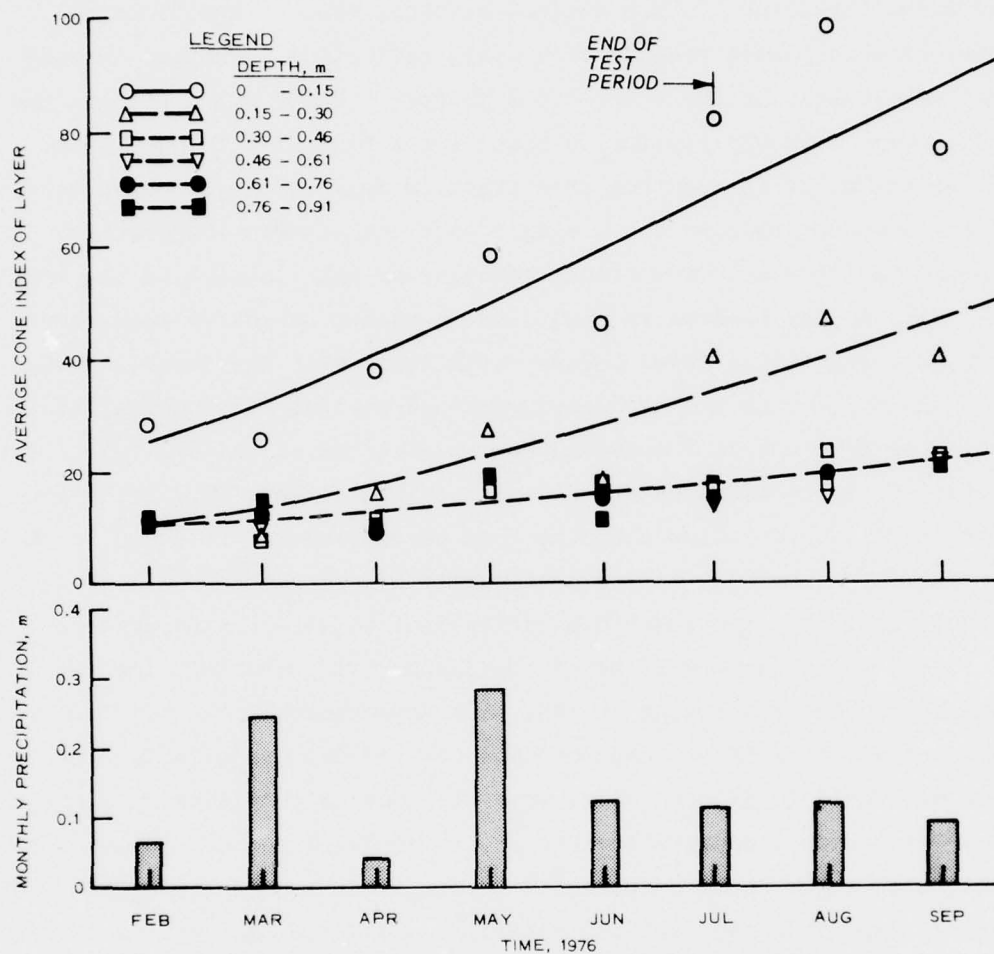 100
80
60
40
20
0
AVERAGE CONE INDEX OF LAYER
LEGEND
DEPTH, m
0 - 0.15
0.15 - 0.30
0.30 - 0.46
0.46 - 0.61
0.61 - 0.76
0.76 - 0.91
END OF
TEST
PERIOD
0.4
0.3
0.2
0.1
0
MONTHLY PRECIPITATION, m
FEB MAR APR MAY JUN JUL AUG SEP
TIME, 1976